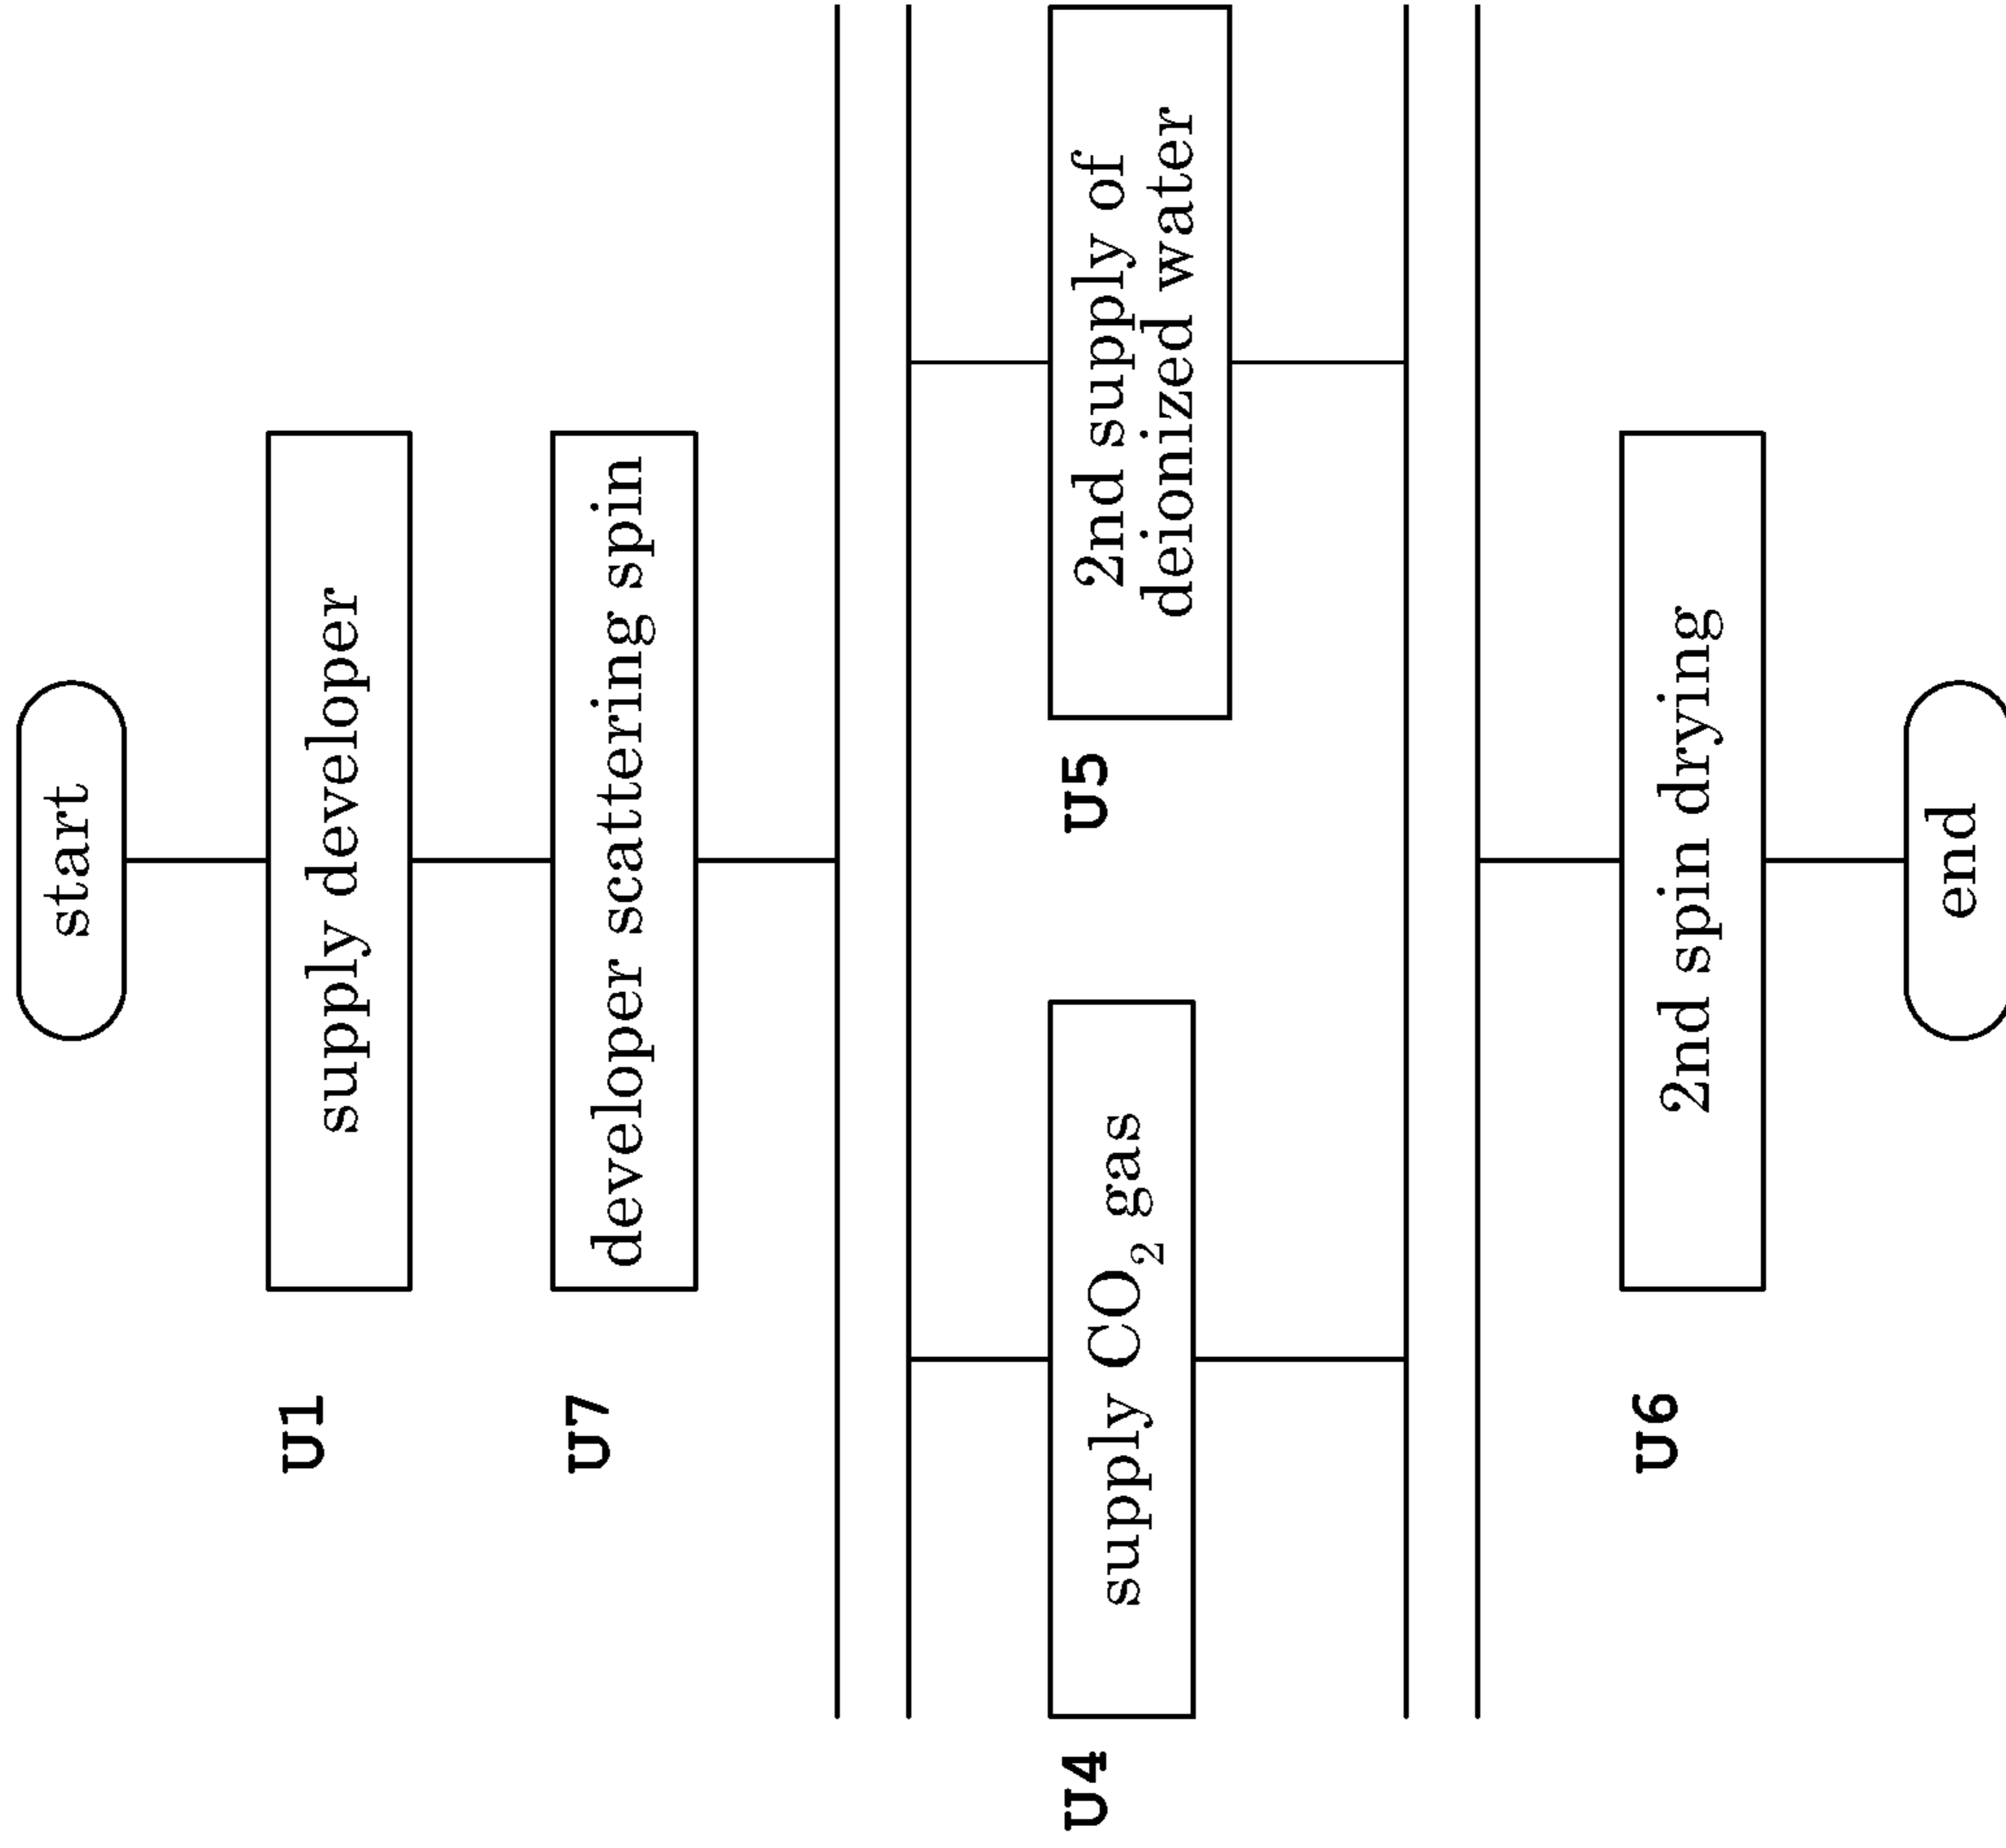 start
U1
supply developer
U7
developer scattering spin
U4
supply CO₂ gas
U5
2nd supply of
deionized water
U6
2nd spin drying
end